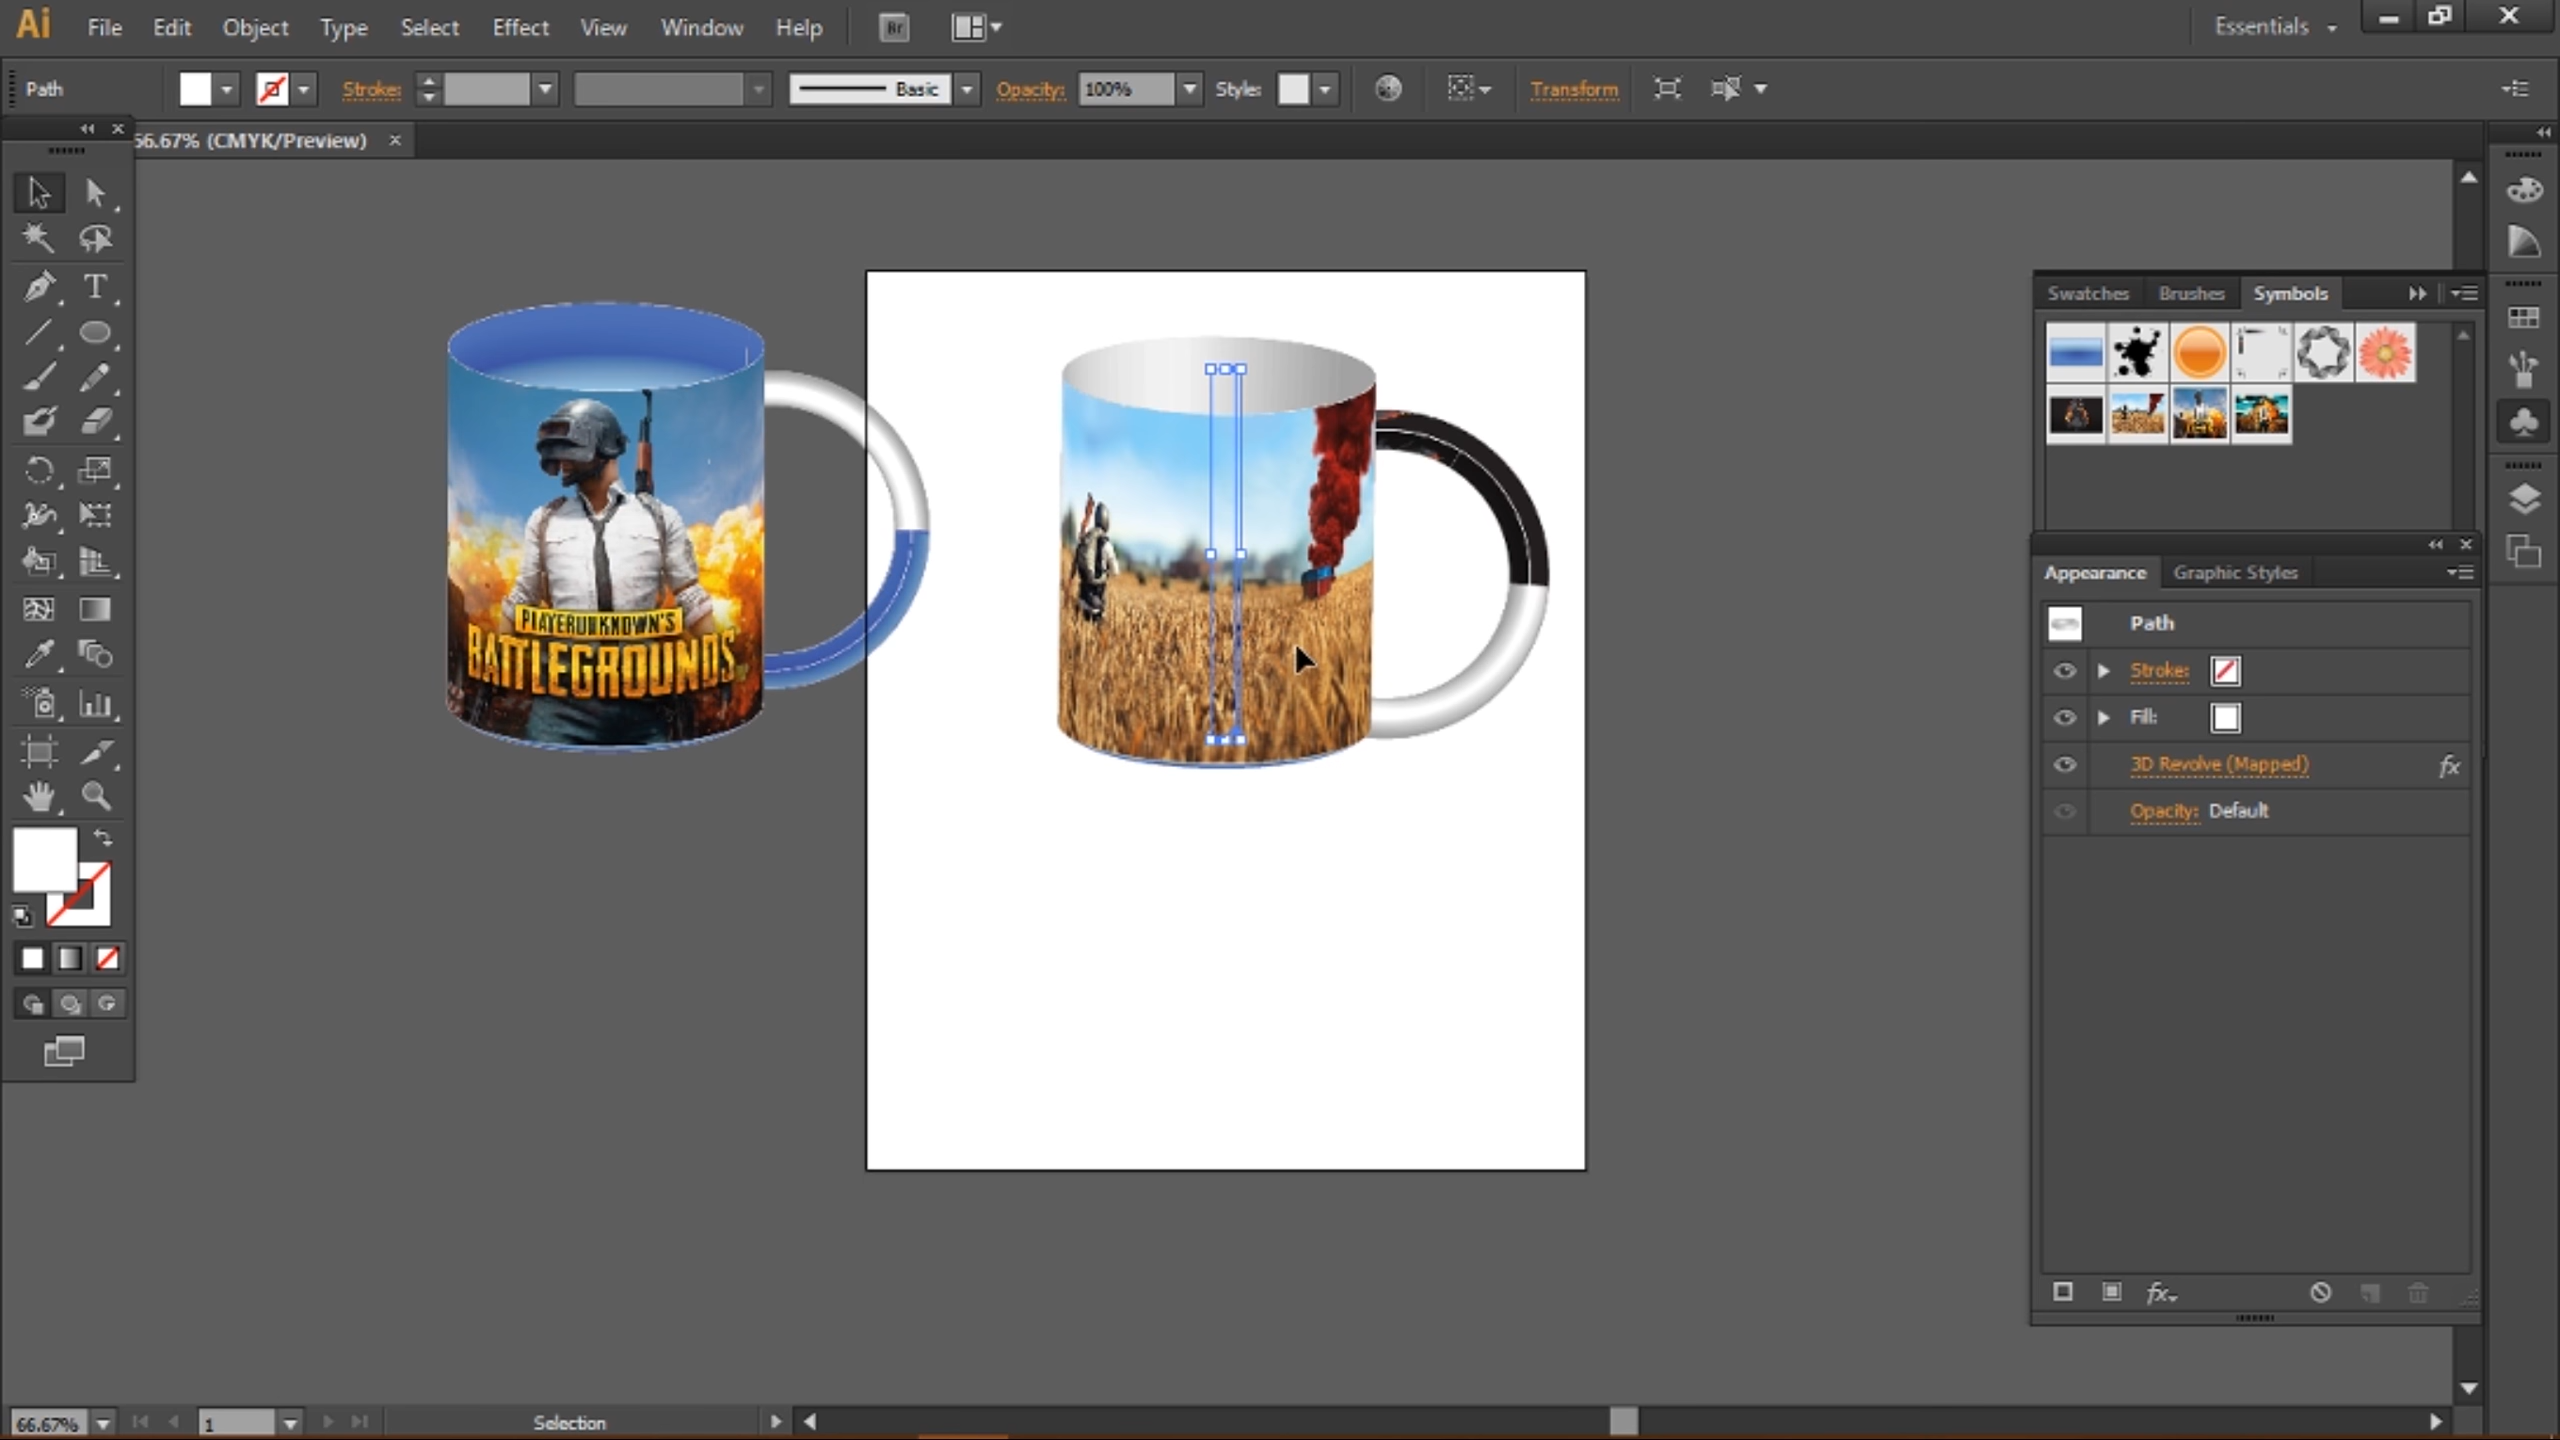 Ai File Edit Object Type Select Effect View Window Help Br Essentials
Path Stroke: Basic Opacity: 100% Style: Transform
66.67% (CMYK/Preview)
Swatches Brushes Symbols
PLAYERUNKNOWN'S
BATTLEGROUNDS
Appearance Graphic Styles
Path
Stroke:
Fill:
3D Revolve (Mapped) fx
Opacity: Default
fx
66.67% 1 Selection